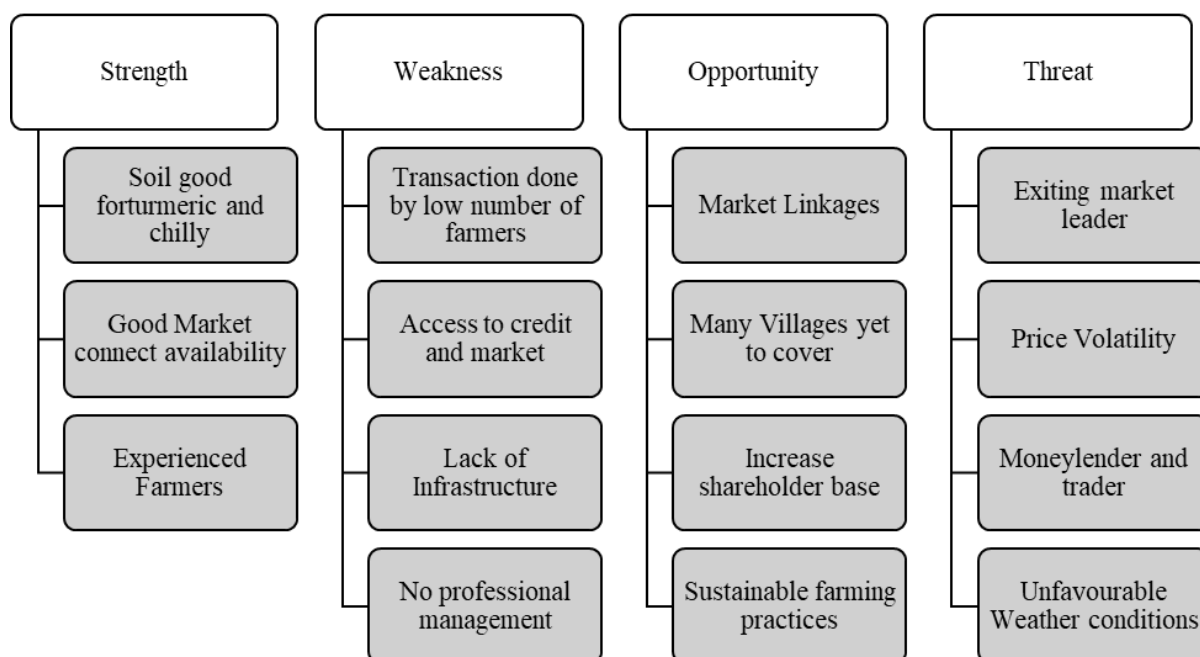 Strength
Soil good
forturmeric and
chilly
Good Market
connect availability
Experienced
Farmers
Weakness
Transaction done
by low number of
farmers
Access to credit
and market
Lack of
Infrastructure
No professional
management
Opportunity
Market Linkages
Many Villages yet
to cover
Increase
shareholder base
Sustainable farming
practices
Threat
Exiting market
leader
Price Volatility
Moneylender and
trader
Unfavourable
Weather conditions